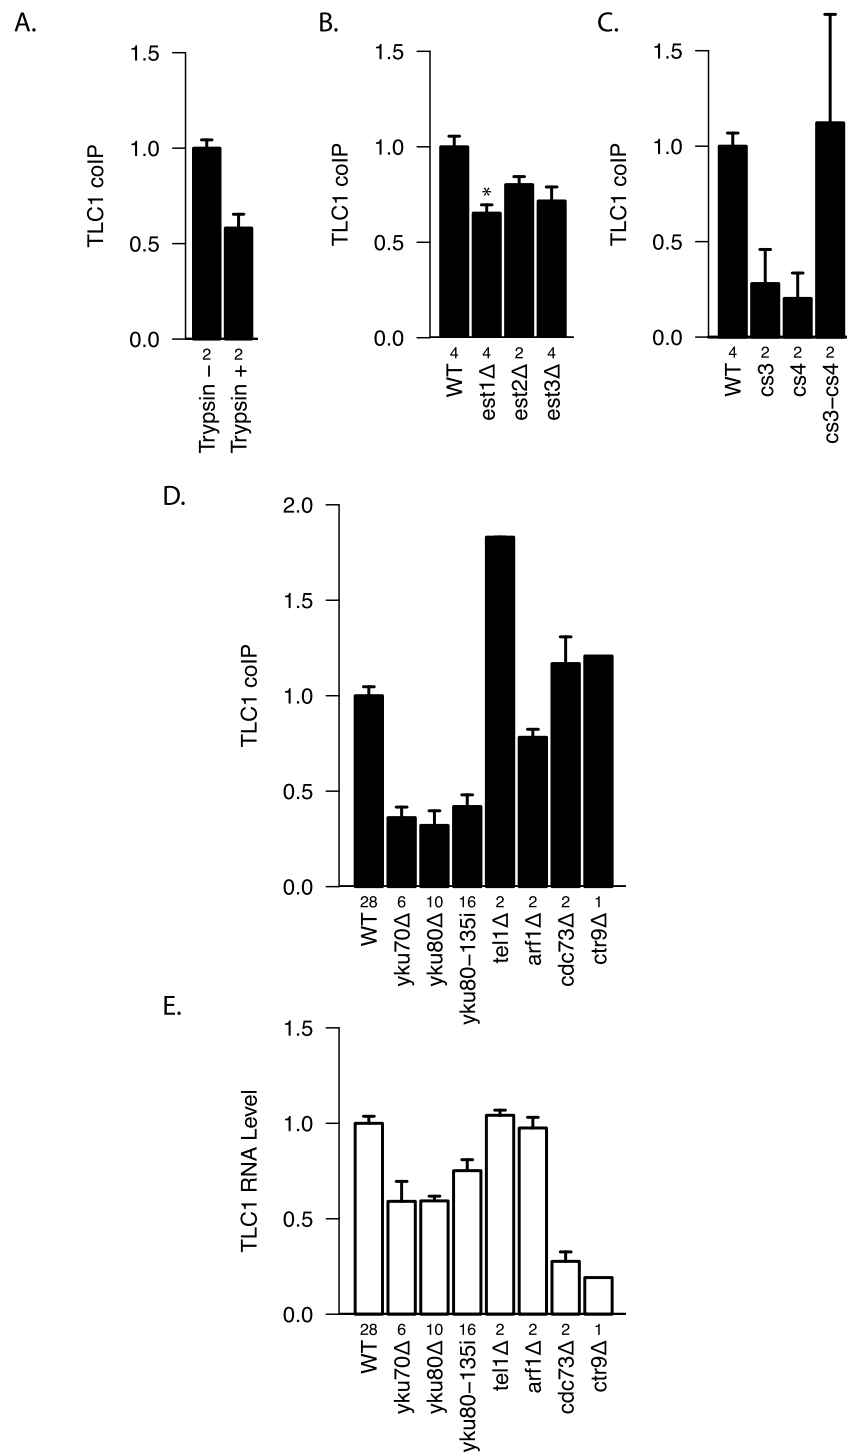 A.
TLC1 coIP
1.5
1.0
0.5
0.0
2 2
Trypsin −
Trypsin +
B.
TLC1 coIP
1.5
1.0
0.5
0.0
*
4 4 2 4
WT
est1Δ
est2Δ
est3Δ
C.
TLC1 coIP
1.5
1.0
0.5
0.0
4 2 2 2
WT
cs3
cs4
cs3−cs4
D.
TLC1 coIP
2.0
1.5
1.0
0.5
0.0
28 6 10 16 2 2 2 1
WT
yku70Δ
yku80Δ
yku80−135i
tel1Δ
arf1Δ
cdc73Δ
ctr9Δ
E.
TLC1 RNA Level
1.5
1.0
0.5
0.0
28 6 10 16 2 2 2 1
WT
yku70Δ
yku80Δ
yku80−135i
tel1Δ
arf1Δ
cdc73Δ
ctr9Δ